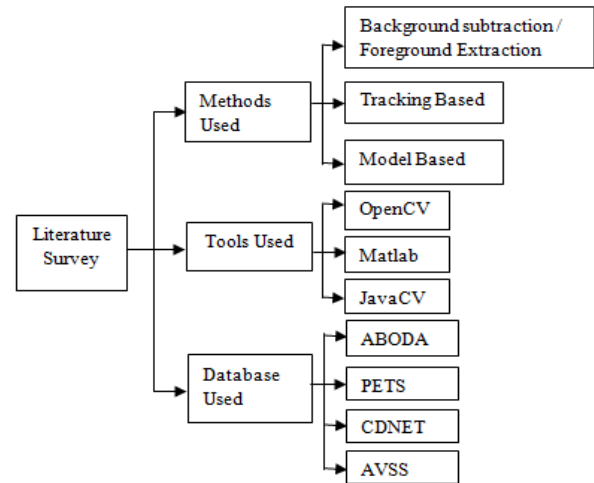 Background subtraction /
Foreground Extraction
Methods
Used
Tracking Based
Model Based
OpenCV
Literature
Survey
Tools Used
Matlab
JavaCV
ABODA
Database
Used
PETS
CDNET
AVSS